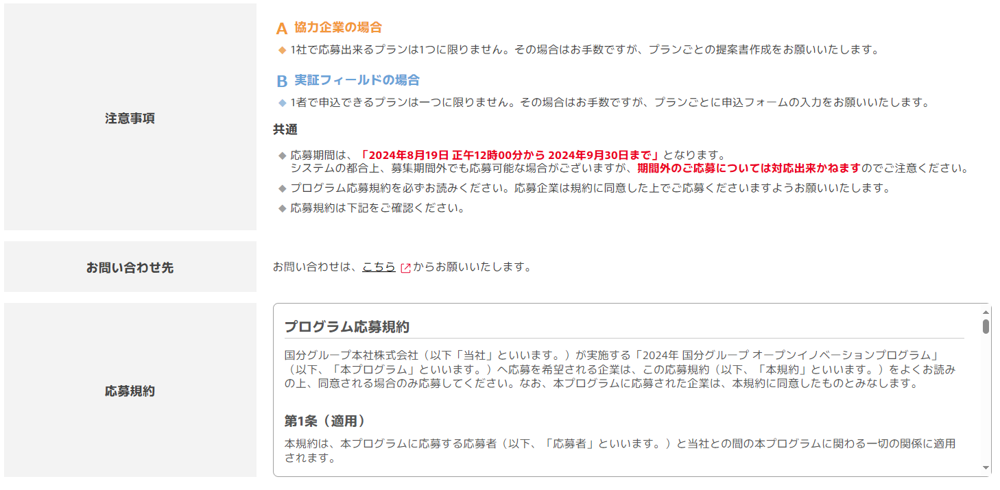 注意事項
A 協力企業の場合
◆ 1社で応募出来るプランは1つに限りません。その場合はお手数ですが、プランごとの提案書作成をお願いいたします。
B 実証フィールドの場合
◆ 1者で申込できるプランは一つに限りません。その場合はお手数ですが、プランごとに申込フォームの入力をお願いいたします。
共通
◆ 応募期間は、「2024年8月19日 正午12時00分から 2024年9月30日まで」となります。
システムの都合上、募集期間外でも応募可能な場合がございますが、期間外のご応募については対応出来かねますのでご注意ください。
◆ プログラム応募規約を必ずお読みください。応募企業は規約に同意した上でご応募くださいますようお願いいたします。
◆ 応募規約は下記をご確認ください。
お問い合わせ先
お問い合わせは、こちら からお願いいたします。
応募規約
プログラム応募規約
国分グループ本社株式会社（以下「当社」といいます。）が実施する「2024年 国分グループ オープンイノベーションプログラム」
（以下、「本プログラム」といいます。）へ応募を希望される企業は、この応募規約（以下、「本規約」といいます。）をよくお読み
の上、同意される場合のみ応募してください。なお、本プログラムに応募された企業は、本規約に同意したものとみなします。
第1条（適用）
本規約は、本プログラムに応募する応募者（以下、「応募者」といいます。）と当社との間の本プログラムに関わる一切の関係に適用
されます。